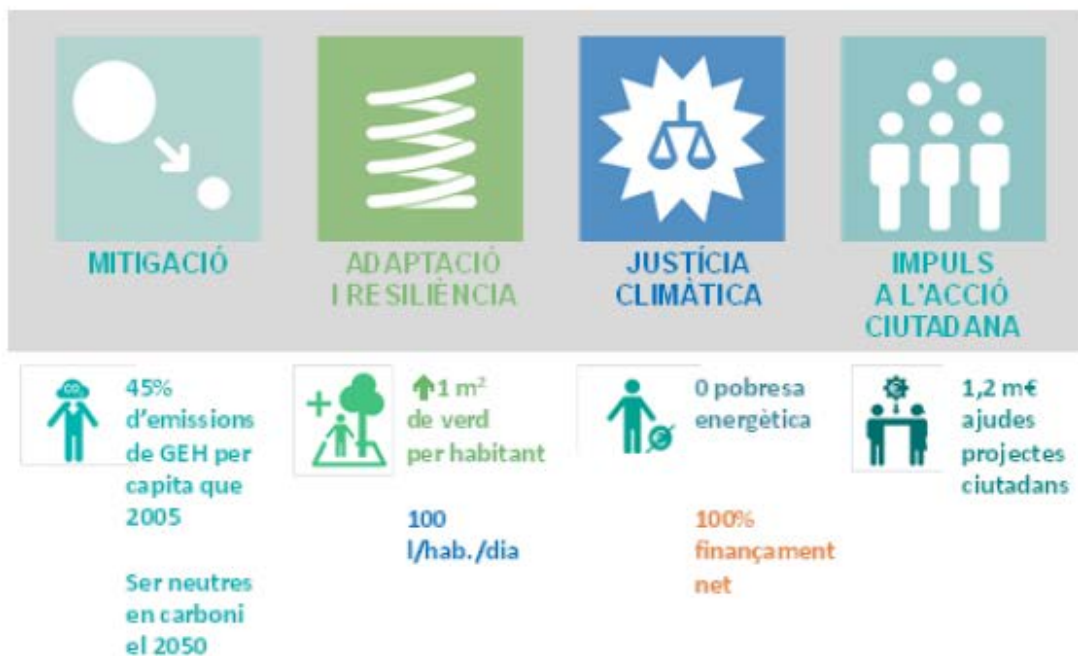 MITIGACIÓ
ADAPTACIÓ
I RESILIÈNCIA
JUSTÍCIA
CLIMÀTICA
IMPULS
A L'ACCIÓ
CIUTADANA
CO₂
45%
d'emissions
de GEH per
capita que
2005
Ser neutres
en carboni
el 2050
1 m²
de verd
per habitant
100
l/hab./dia
0 pobresa
energètica
100%
finançament
net
€
1,2 m€
ajudes
projectes
ciutadans